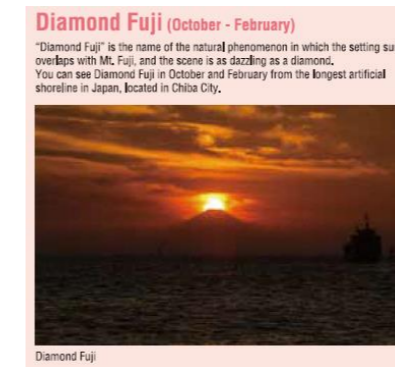 Diamond Fuji (October - February)
“Diamond Fuji” is the name of the natural phenomenon in which the setting su
overlaps with Mt. Fuji, and the scene is as dazzling as a diamond.
You can see Diamond Fuji in October and February from the longest artificial
shoreline in Japan, located in Chiba City.
Diamond Fuji